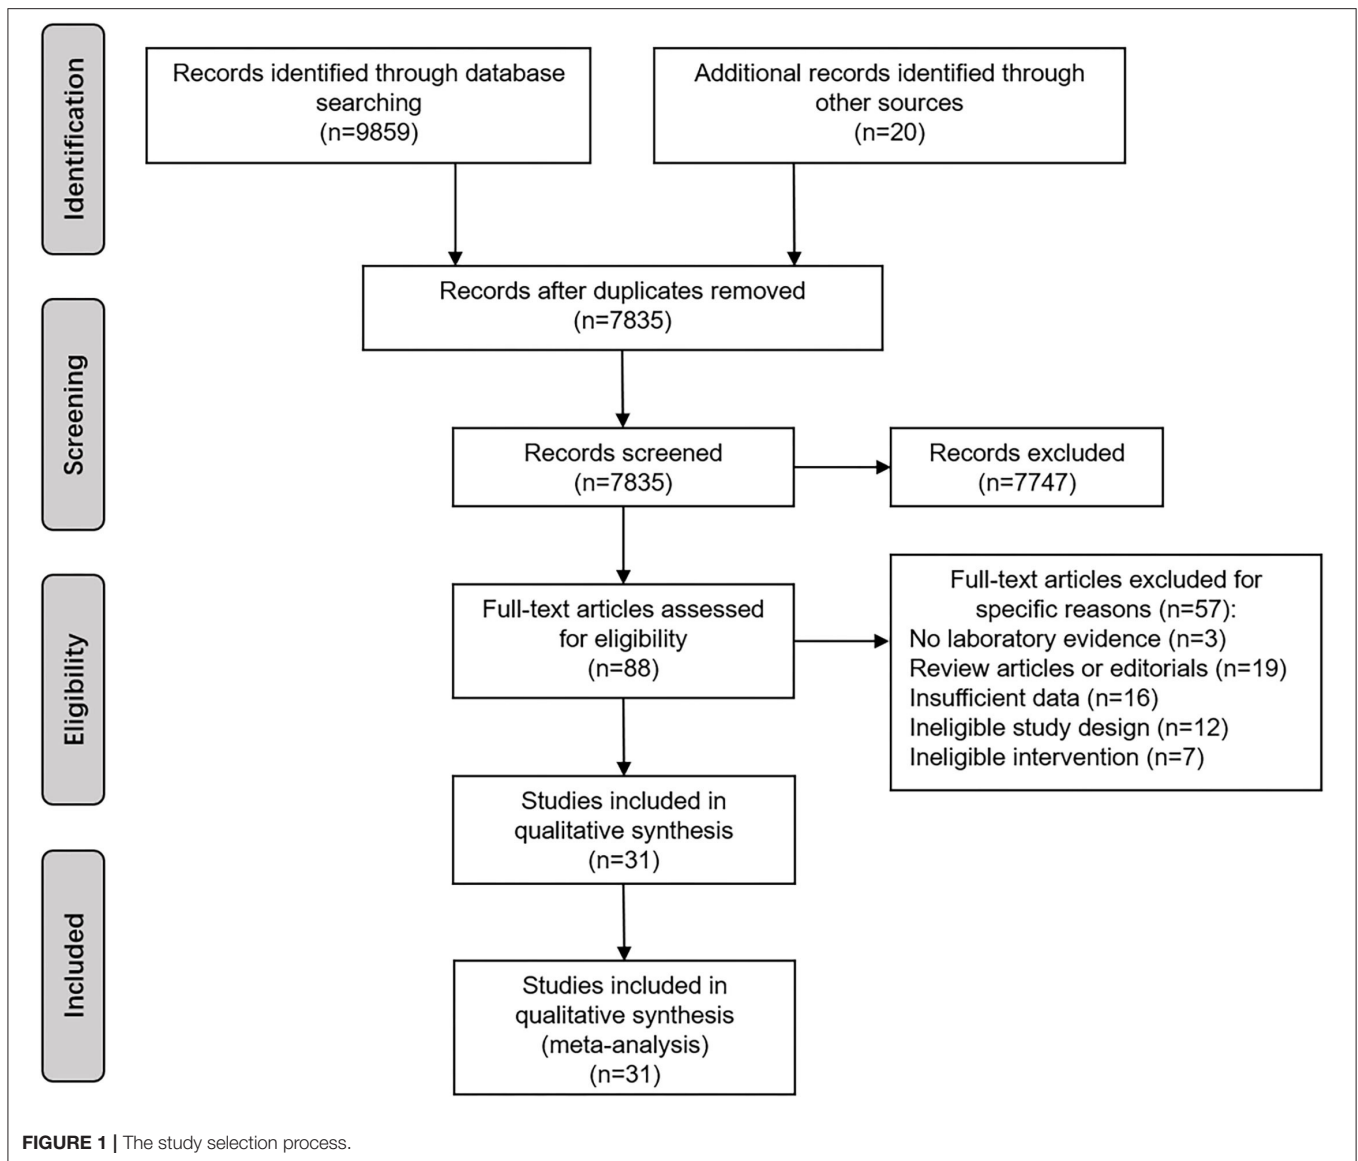 Identification
Records identified through database
searching
(n=9859)
Additional records identified through
other sources
(n=20)
Records after duplicates removed
(n=7835)
Screening
Records screened
(n=7835)
Records excluded
(n=7747)
Eligibility
Full-text articles assessed
for eligibility
(n=88)
Full-text articles excluded for
specific reasons (n=57):
No laboratory evidence (n=3)
Review articles or editorials (n=19)
Insufficient data (n=16)
Ineligible study design (n=12)
Ineligible intervention (n=7)
Studies included in
qualitative synthesis
(n=31)
Included
Studies included in
qualitative synthesis
(meta-analysis)
(n=31)
FIGURE 1 | The study selection process.